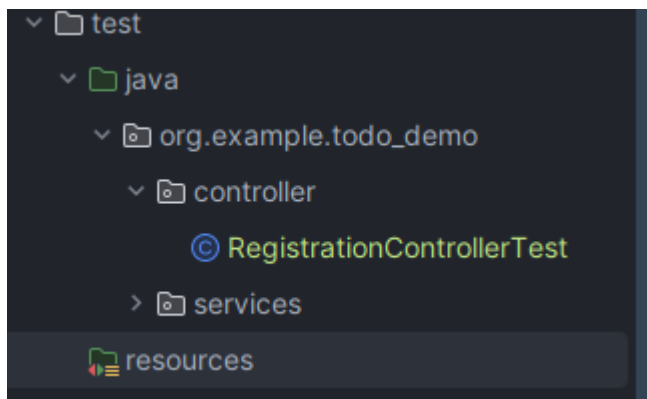 test
java
org.example.todo_demo
controller
RegistrationControllerTest
services
resources